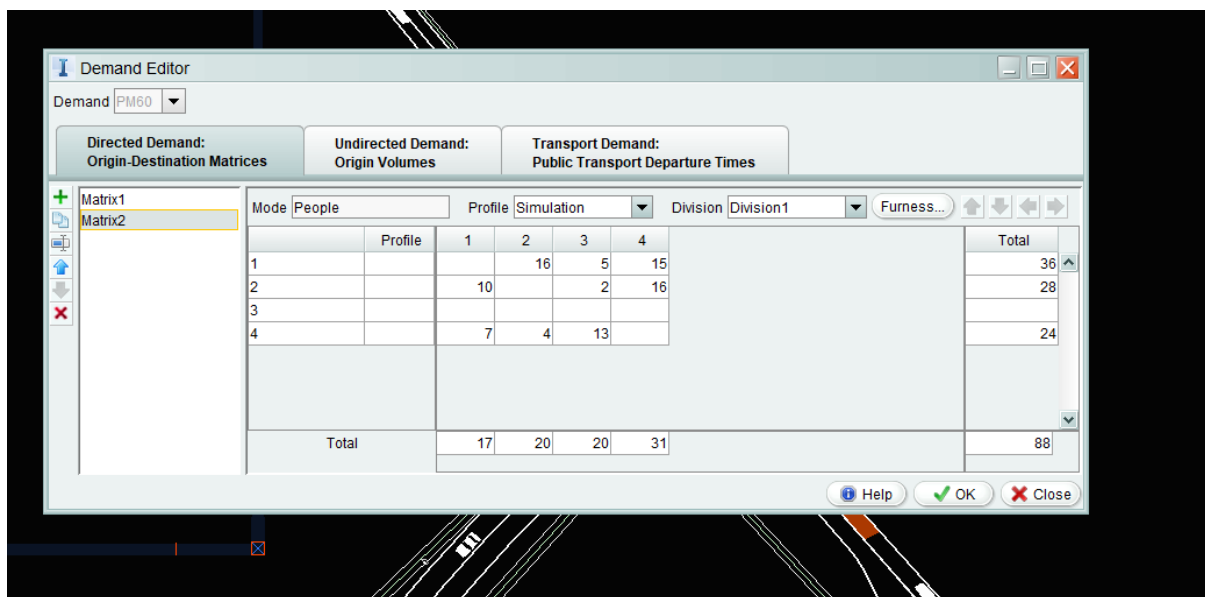 Demand Editor
Demand PM60
Directed Demand:
Origin-Destination Matrices
Undirected Demand:
Origin Volumes
Transport Demand:
Public Transport Departure Times
Matrix1
Matrix2
Mode People Profile Simulation Division Division1 Furness...
Profile 1 2 3 4 Total
1 16 5 15 36
2 10 2 16 28
3
4 7 4 13 24
Total 17 20 20 31 88
Help OK Close